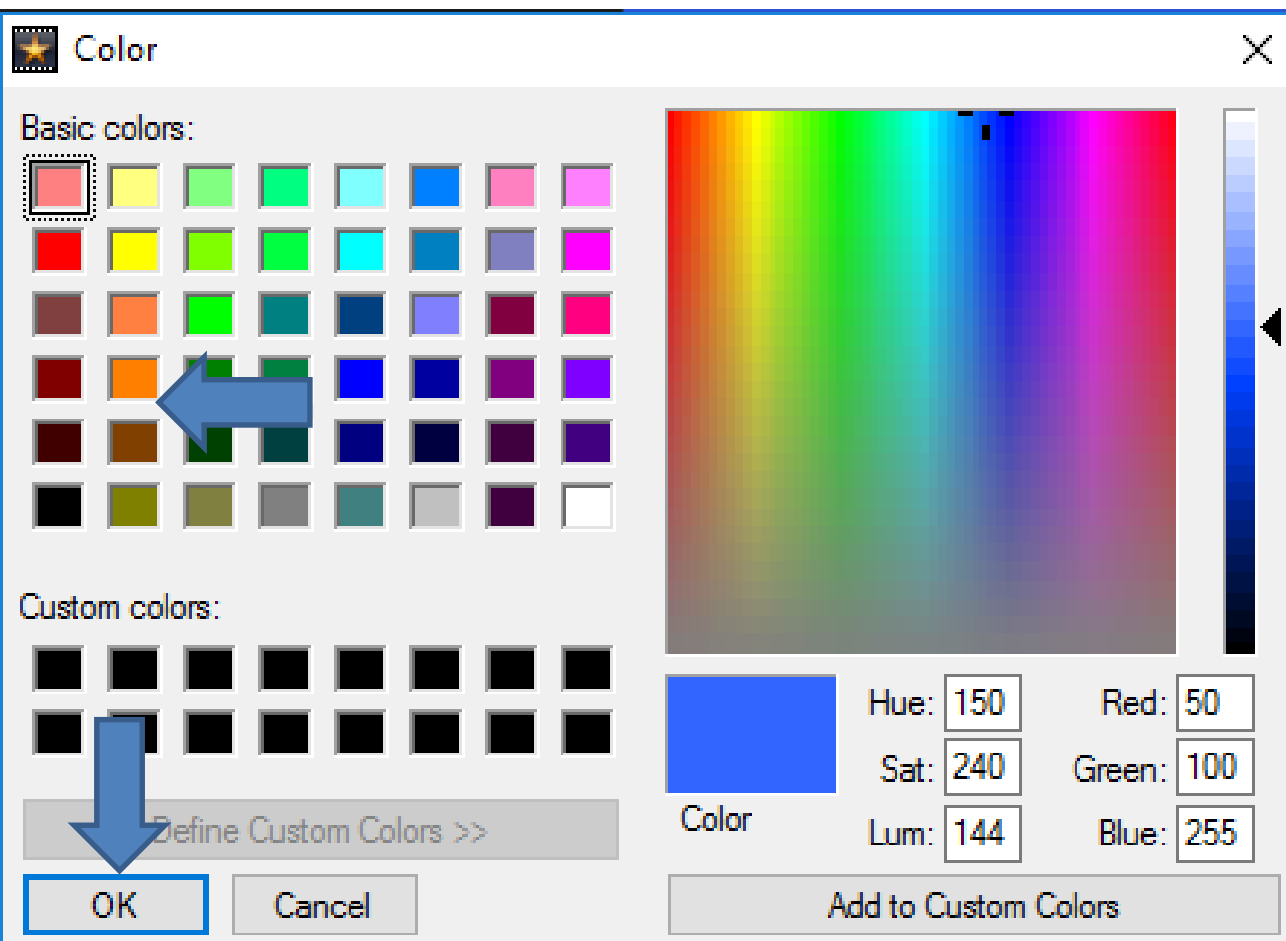 Color
Basic colors:
Custom colors:
Define Custom Colors >>
OK
Cancel
Color
Hue: 150
Red: 50
Sat: 240
Green: 100
Lum: 144
Blue: 255
Add to Custom Colors